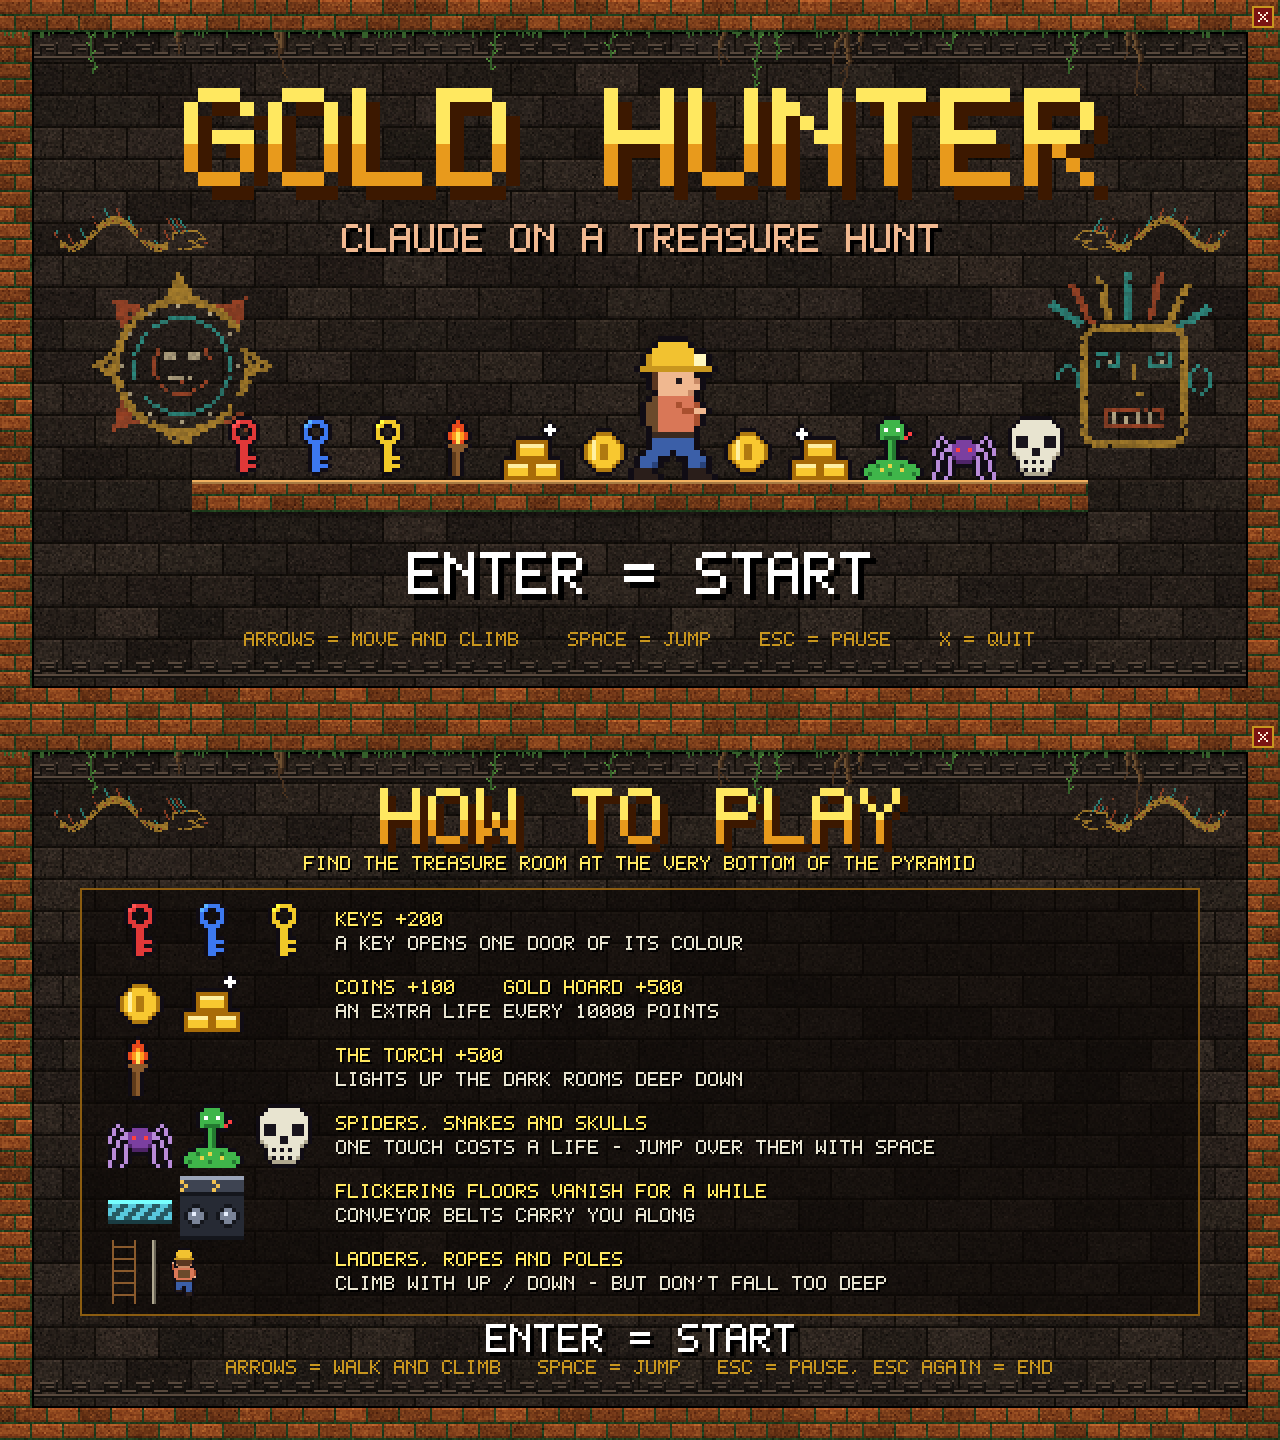 GOLD HUNTER
CLAUDE ON A TREASURE HUNT
ENTER = START
ARROWS = MOVE AND CLIMB SPACE = JUMP ESC = PAUSE X = QUIT
HOW TO PLAY
FIND THE TREASURE ROOM AT THE VERY BOTTOM OF THE PYRAMID
KEYS +200
A KEY OPENS ONE DOOR OF ITS COLOUR
COINS +100 GOLD HOARD +500
AN EXTRA LIFE EVERY 10000 POINTS
THE TORCH +500
LIGHTS UP THE DARK ROOMS DEEP DOWN
SPIDERS, SNAKES AND SKULLS
ONE TOUCH COSTS A LIFE - JUMP OVER THEM WITH SPACE
FLICKERING FLOORS VANISH FOR A WHILE
CONVEYOR BELTS CARRY YOU ALONG
LADDERS, ROPES AND POLES
CLIMB WITH UP / DOWN - BUT DON'T FALL TOO DEEP
ENTER = START
ARROWS = WALK AND CLIMB SPACE = JUMP ESC = PAUSE, ESC AGAIN = END